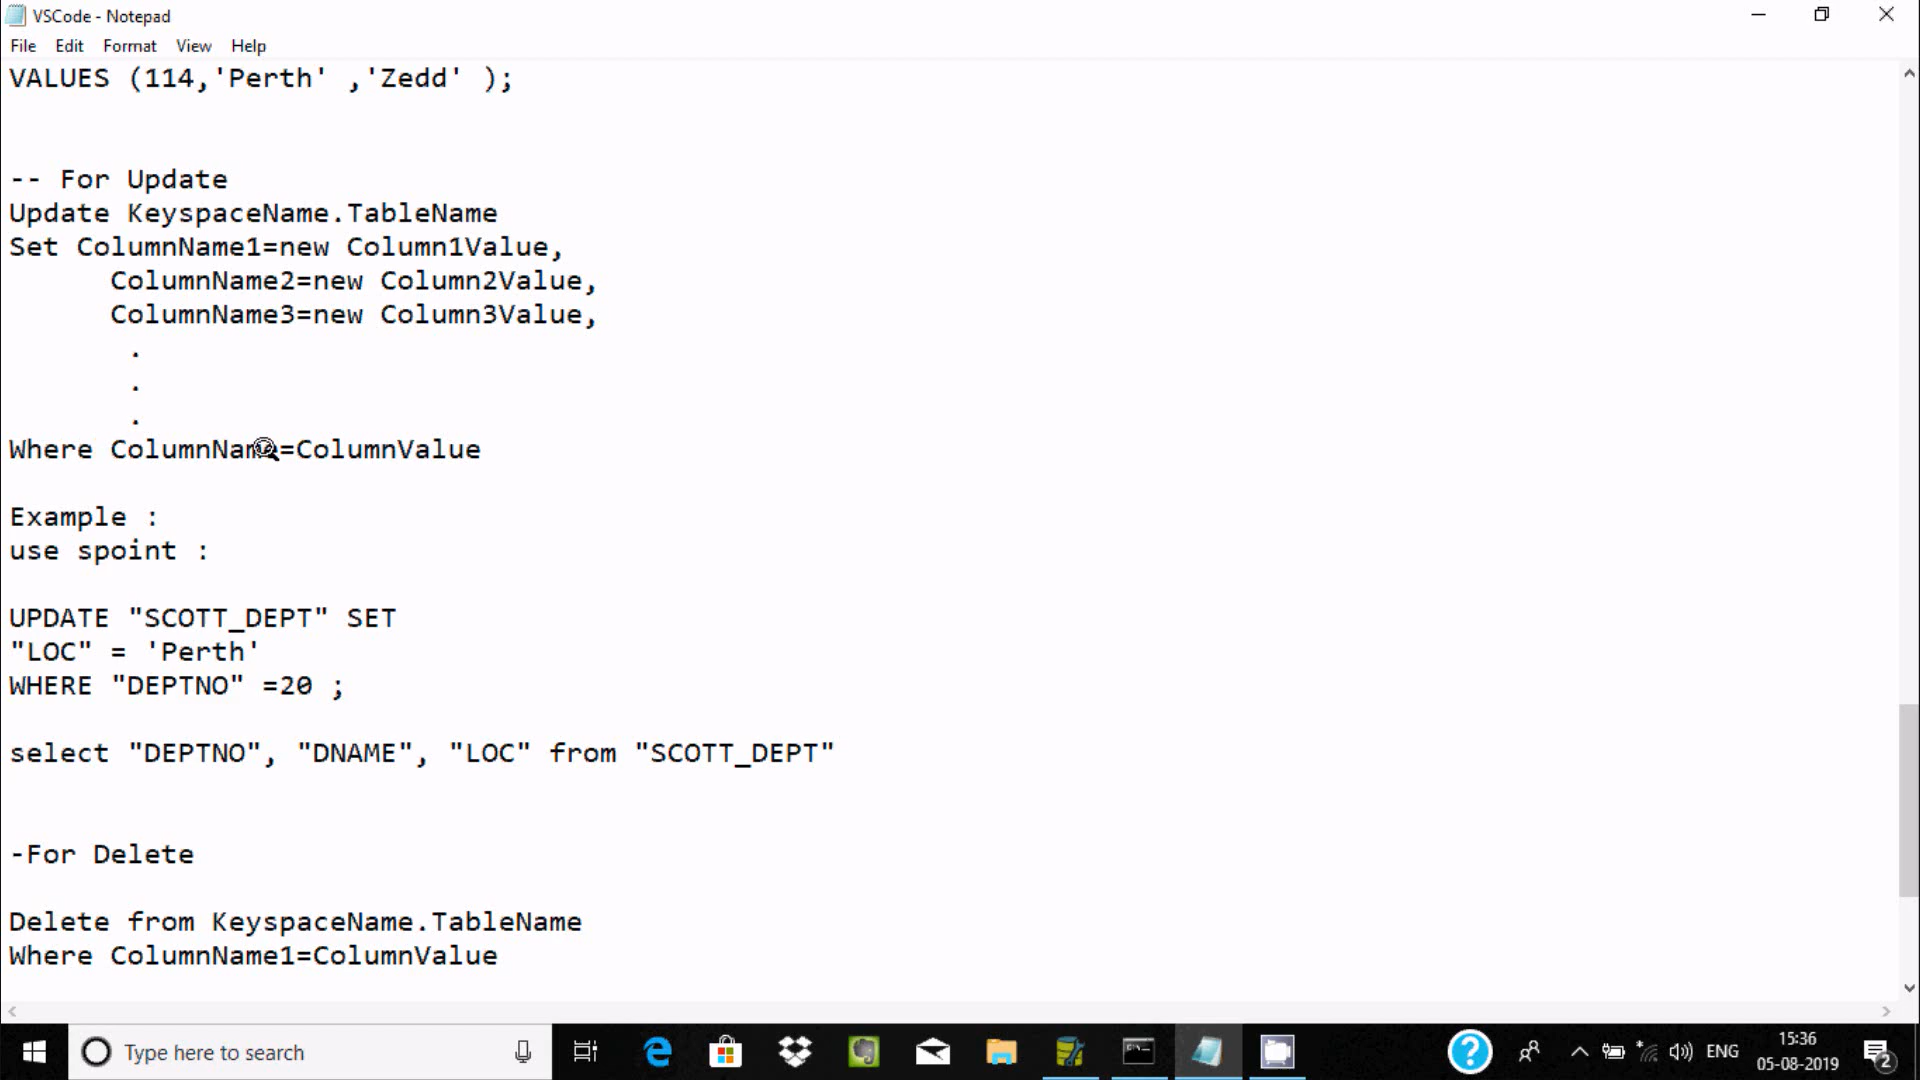 VSCode - Notepad
File Edit Format View Help
VALUES (114,'Perth' ,'Zedd' );
-- For Update
Update KeyspaceName.TableName
Set ColumnName1=new Column1Value,
ColumnName2=new Column2Value,
ColumnName3=new Column3Value,
.
.
.
Where ColumnName=ColumnValue
Example :
use spoint :
UPDATE "SCOTT_DEPT" SET
"LOC" = 'Perth'
WHERE "DEPTNO" =20 ;
select "DEPTNO", "DNAME", "LOC" from "SCOTT_DEPT"
-For Delete
Delete from KeyspaceName.TableName
Where ColumnName1=ColumnValue
Type here to search
ENG
15:36
05-08-2019
2